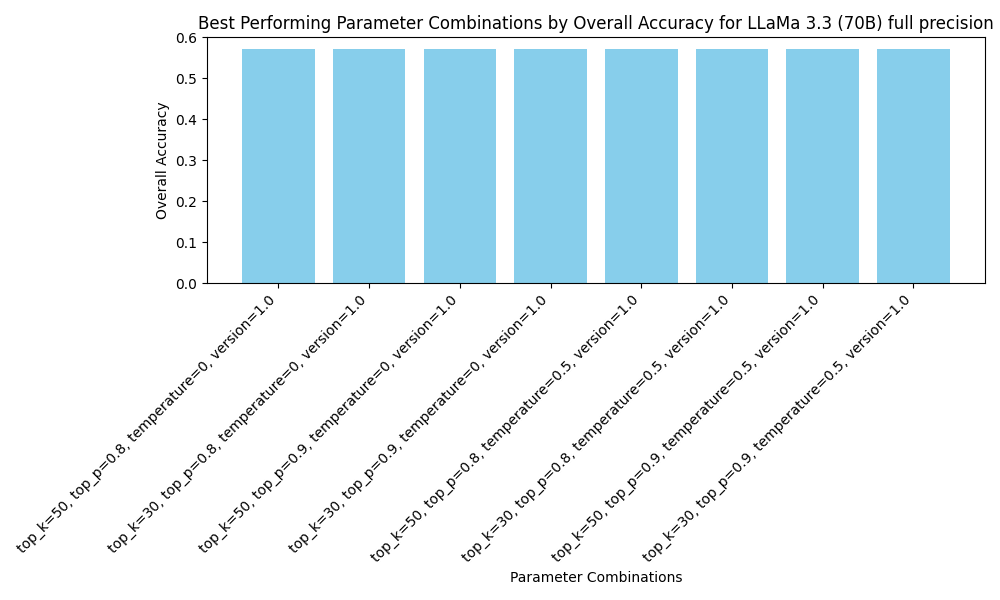 Best Performing Parameter Combinations by Overall Accuracy for LLaMa 3.3 (70B) full precision
Overall Accuracy
0.6
0.5
0.4
0.3
0.2
0.1
0.0
top_k=50, top_p=0.8, temperature=0, version=1.0
top_k=30, top_p=0.8, temperature=0, version=1.0
top_k=50, top_p=0.9, temperature=0, version=1.0
top_k=30, top_p=0.9, temperature=0, version=1.0
top_k=50, top_p=0.8, temperature=0.5, version=1.0
top_k=30, top_p=0.8, temperature=0.5, version=1.0
top_k=50, top_p=0.9, temperature=0.5, version=1.0
top_k=30, top_p=0.9, temperature=0.5, version=1.0
Parameter Combinations